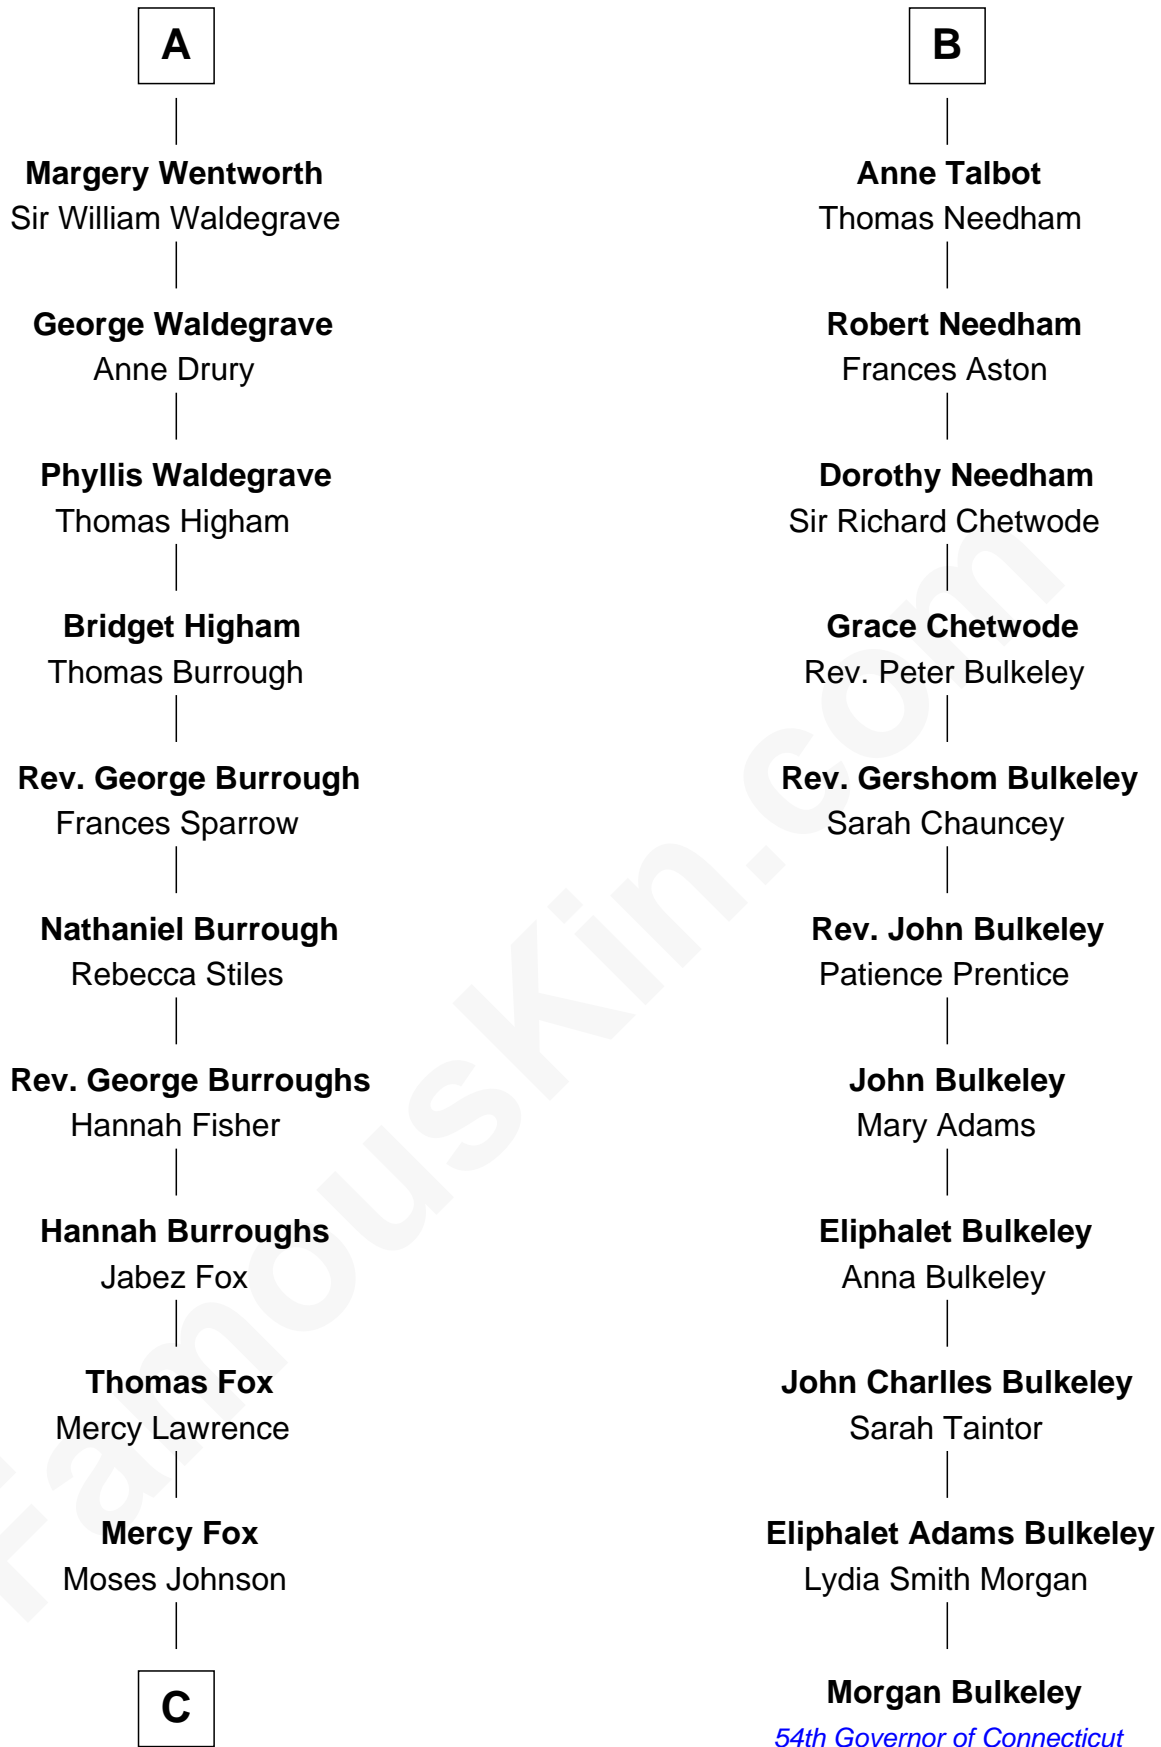 A
Margery Wentworth
Sir William Waldegrave
George Waldegrave
Anne Drury
Phyllis Waldegrave
Thomas Higham
Bridget Higham
Thomas Burrough
Rev. George Burrough
Frances Sparrow
Nathaniel Burrough
Rebecca Stiles
Rev. George Burroughs
Hannah Fisher
Hannah Burroughs
Jabez Fox
Thomas Fox
Mercy Lawrence
Mercy Fox
Moses Johnson
C
B
Anne Talbot
Thomas Needham
Robert Needham
Frances Aston
Dorothy Needham
Sir Richard Chetwode
Grace Chetwode
Rev. Peter Bulkeley
Rev. Gershom Bulkeley
Sarah Chauncey
Rev. John Bulkeley
Patience Prentice
John Bulkeley
Mary Adams
Eliphalet Bulkeley
Anna Bulkeley
John Charlles Bulkeley
Sarah Taintor
Eliphalet Adams Bulkeley
Lydia Smith Morgan
Morgan Bulkeley
54th Governor of Connecticut
FamousKin.com